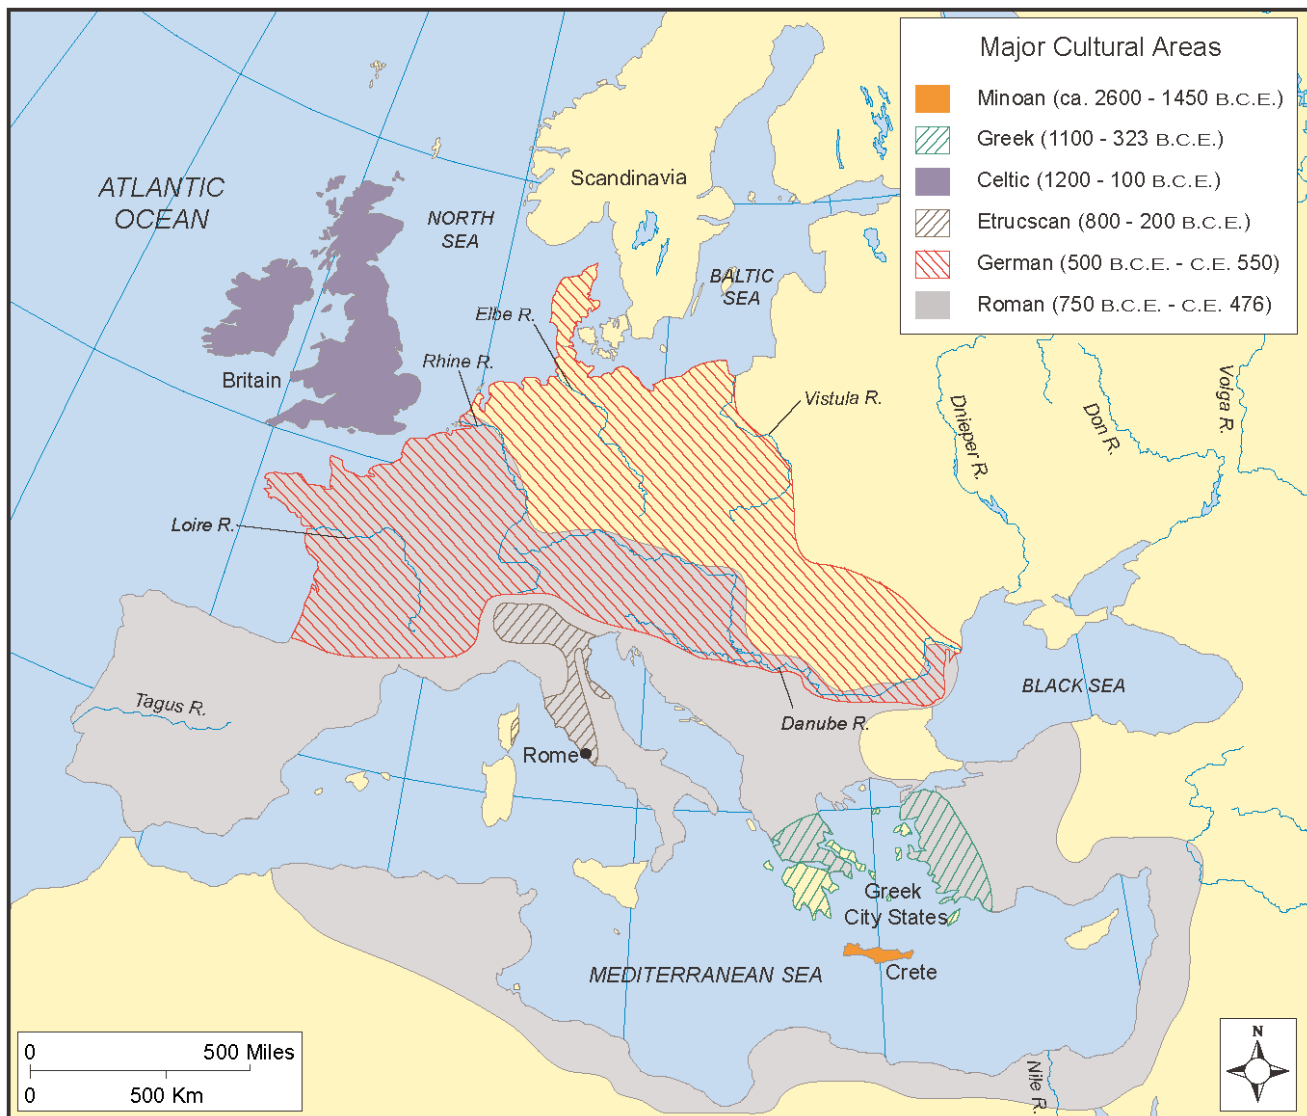 Major Cultural Areas
Minoan (ca. 2600 - 1450 B.C.E.)
Greek (1100 - 323 B.C.E.)
Celtic (1200 - 100 B.C.E.)
Etrucscan (800 - 200 B.C.E.)
German (500 B.C.E. - C.E. 550)
Roman (750 B.C.E. - C.E. 476)
ATLANTIC
OCEAN
Scandinavia
NORTH
SEA
BALTIC
SEA
Elbe R.
Rhine R.
Britain
Vistula R.
Dnieper R.
Don R.
Volga R.
Loire R.
Tagus R.
BLACK SEA
Danube R.
Rome
Greek
City States
MEDITERRANEAN SEA
Crete
Nile R.
N
0 500 Miles
0 500 Km